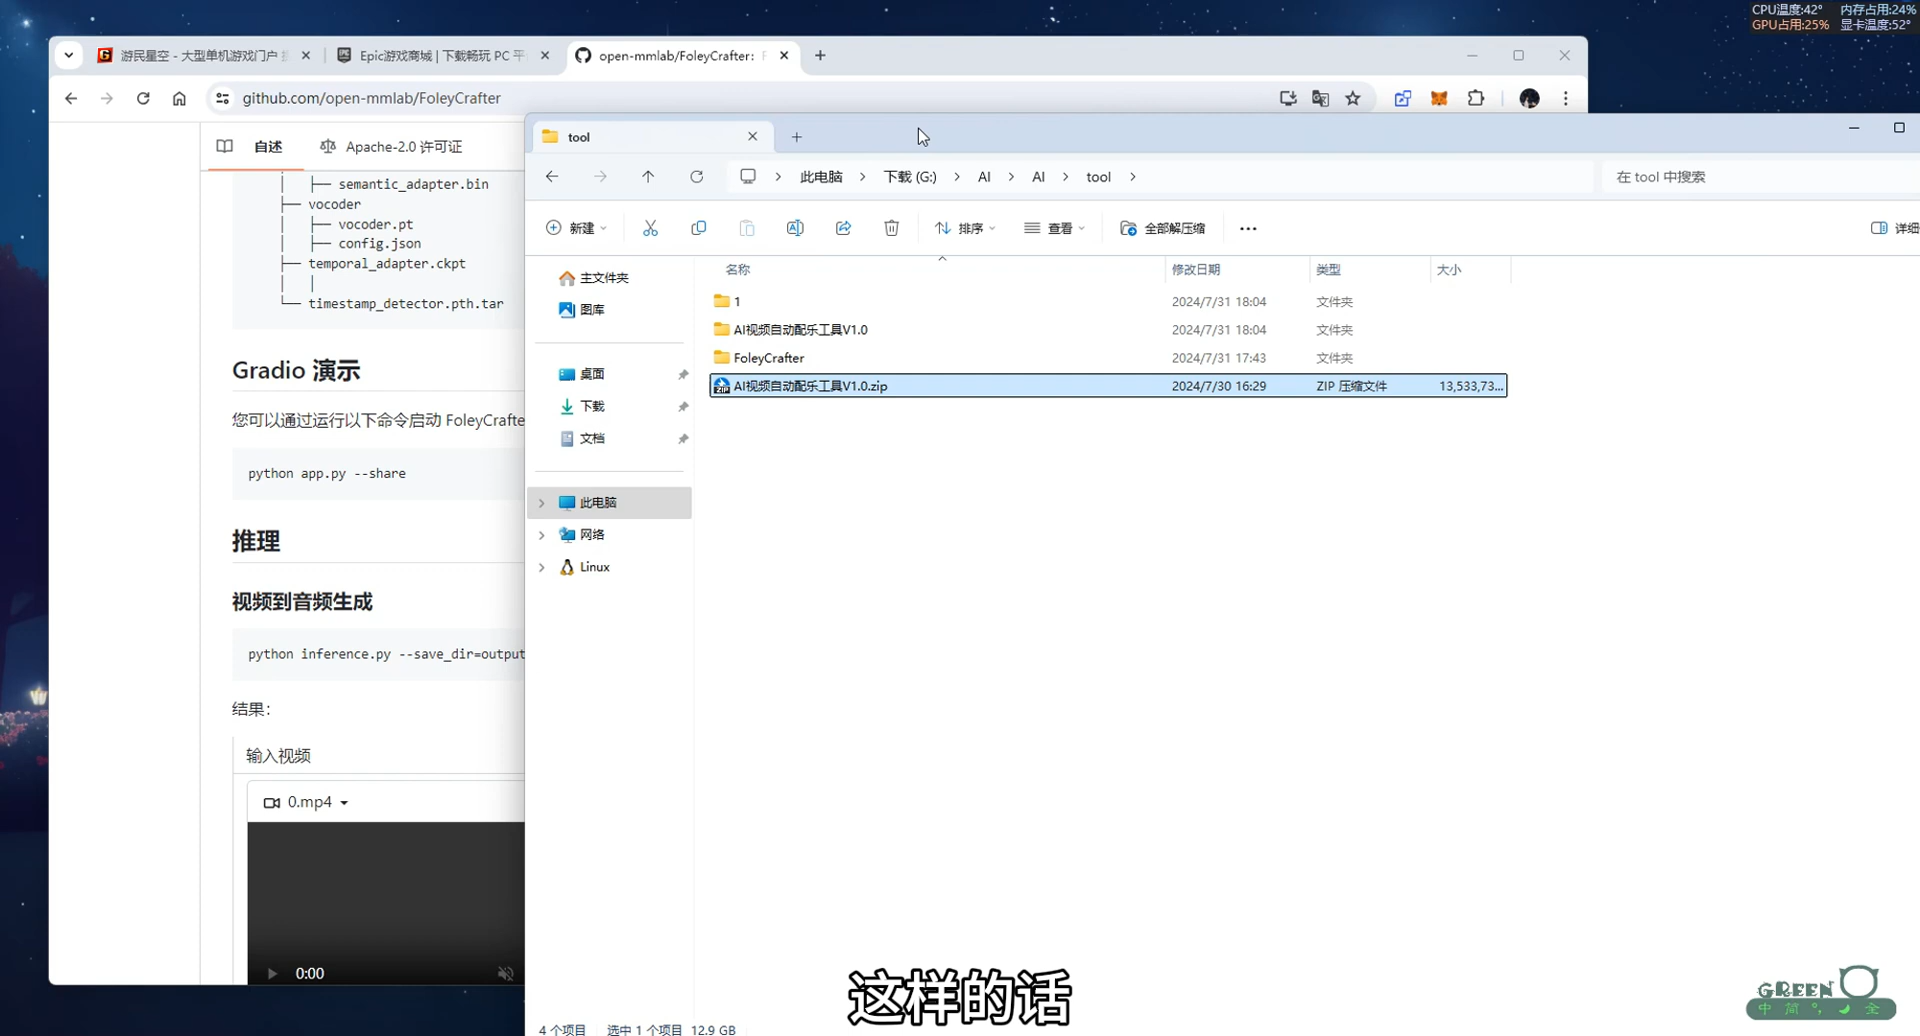 CPU温度:42° 内存占用:24%
GPU占用:25% 显卡温度:52°
游民星空 - 大型单机游戏门户
Epic游戏商城 | 下载畅玩 PC 平
open-mmlab/FoleyCrafter: F
github.com/open-mmlab/FoleyCrafter
自述
Apache-2.0 许可证
├── semantic_adapter.bin
├── vocoder
├── vocoder.pt
├── config.json
├── temporal_adapter.ckpt
└── timestamp_detector.pth.tar
Gradio 演示
您可以通过运行以下命令启动 FoleyCrafte
python app.py --share
推理
视频到音频生成
python inference.py --save_dir=output
结果:
输入视频
0.mp4
0:00
tool
此电脑 > 下载 (G:) > AI > AI > tool >
在 tool 中搜索
新建
排序
查看
全部解压缩
详细
主文件夹
图库
桌面
下载
文档
此电脑
网络
Linux
名称 修改日期 类型 大小
1 2024/7/31 18:04 文件夹
AI视频自动配乐工具V1.0 2024/7/31 18:04 文件夹
FoleyCrafter 2024/7/31 17:43 文件夹
AI视频自动配乐工具V1.0.zip 2024/7/30 16:29 ZIP 压缩文件 13,533,73...
4 个项目 选中 1 个项目 12.9 GB
这样的话
GREEN
中 简 °, 全